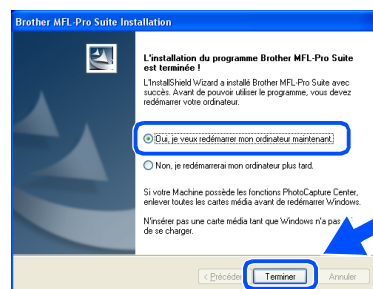 Brother MFL-Pro Suite Installation
L'installation du programme Brother MFL-Pro Suite
est terminée !
L'InstallShield Wizard a installé Brother MFL-Pro Suite avec
succès. Avant de pouvoir utiliser le programme, vous devez
redémarrer votre ordinateur.
Oui, je veux redémarrer mon ordinateur maintenant.
Non, je redémarrerai mon ordinateur plus tard.
Si votre Machine possède les fonctions PhotoCapture Center,
enlever toutes les cartes média avant de redémarrer Windows.
N'insérer pas une carte média tant que Windows n'a pas
de se charger.
< Précéden
Terminer
Annuler